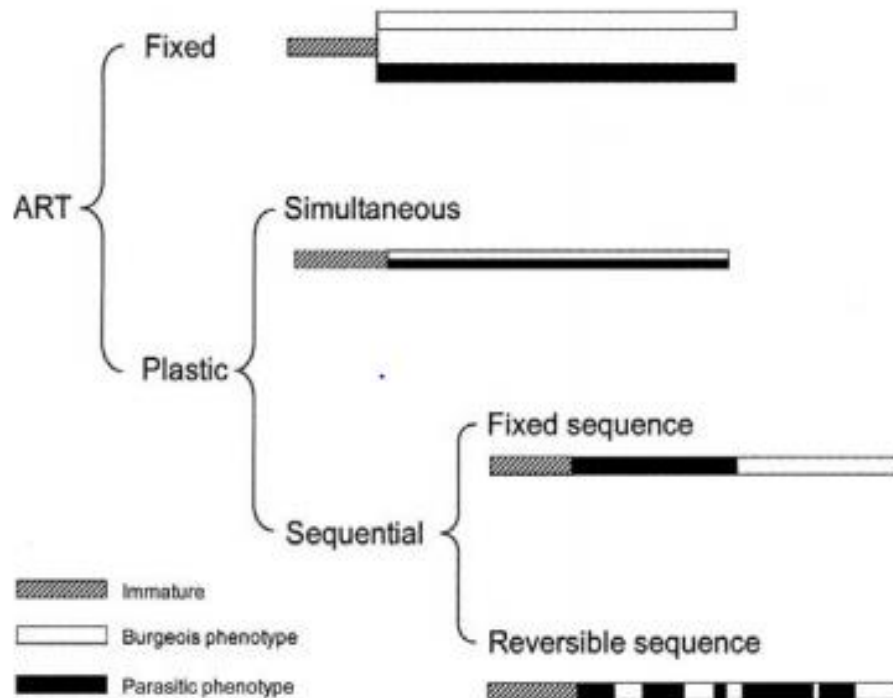 Fixed
ART
Simultaneous
Plastic
Fixed sequence
Sequential
Immature
Burgeois phenotype
Reversible sequence
Parasitic phenotype